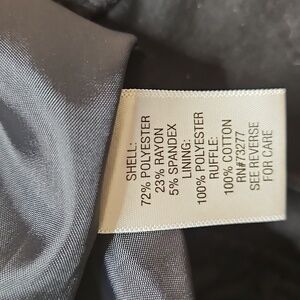 SHELL:
72% POLYESTER
23% RAYON
5% SPANDEX
LINING:
100% POLYESTER
RUFFLE:
100% COTTON
RN#73277
SEE REVERSE
FOR CARE